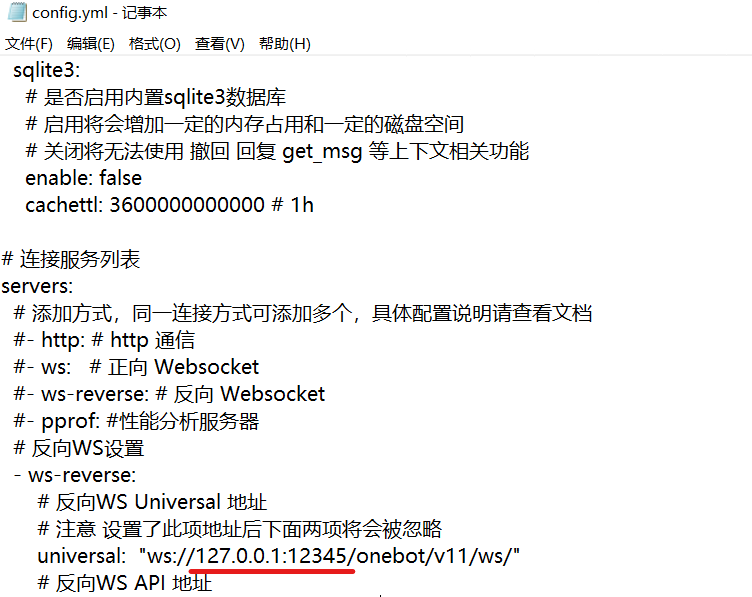 config.yml - 记事本
文件(F) 编辑(E) 格式(O) 查看(V) 帮助(H)
sqlite3:
# 是否启用内置sqlite3数据库
# 启用将会增加一定的内存占用和一定的磁盘空间
# 关闭将无法使用 撤回 回复 get_msg 等上下文相关功能
enable: false
cachettl: 3600000000000 # 1h
# 连接服务列表
servers:
# 添加方式，同一连接方式可添加多个，具体配置说明请查看文档
#- http: # http 通信
#- ws: # 正向 Websocket
#- ws-reverse: # 反向 Websocket
#- pprof: #性能分析服务器
# 反向WS设置
- ws-reverse:
# 反向WS Universal 地址
# 注意 设置了此项地址后下面两项将会被忽略
universal: "ws://127.0.0.1:12345/onebot/v11/ws/"
# 反向WS API 地址